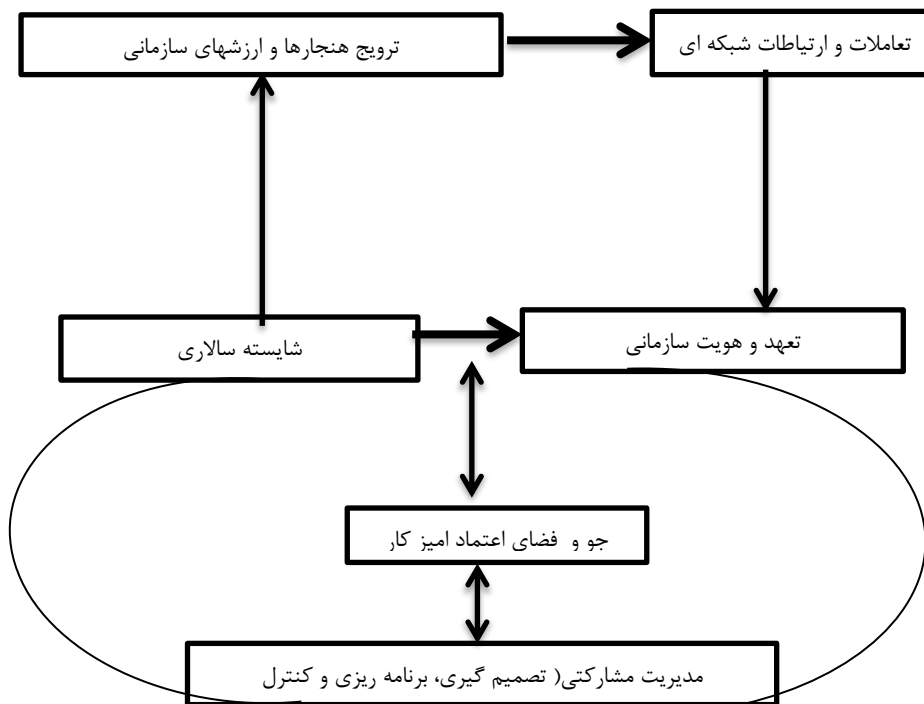 تعاملات و ارتیاطات شبکه ای
ترویج هنجارها و ارزشهای سازمانی
تعهد و هویت سازمانی
شایسته سالاری
جو و فضای اعتماد امیز کار
مدیریت مشارکتی( تصمیم گیری، برنامه ریزی و کنترل